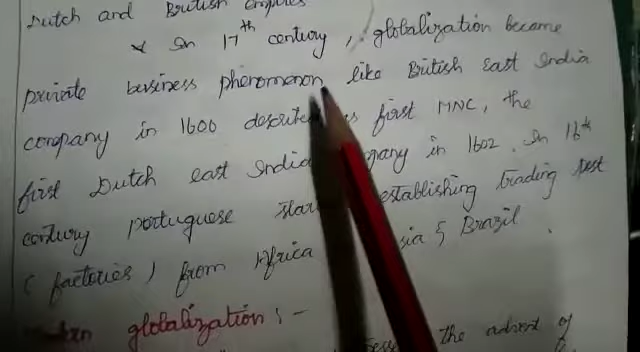 Dutch and British empires
* In 17th century, globalization became
private business phenomenon like British East India
company in 1600 described as first MNC, the
first Dutch east India company in 1602. In 16th
century portuguese establishing trading post
(factories) from Africa & Brazil.
globalization :-
the advent of